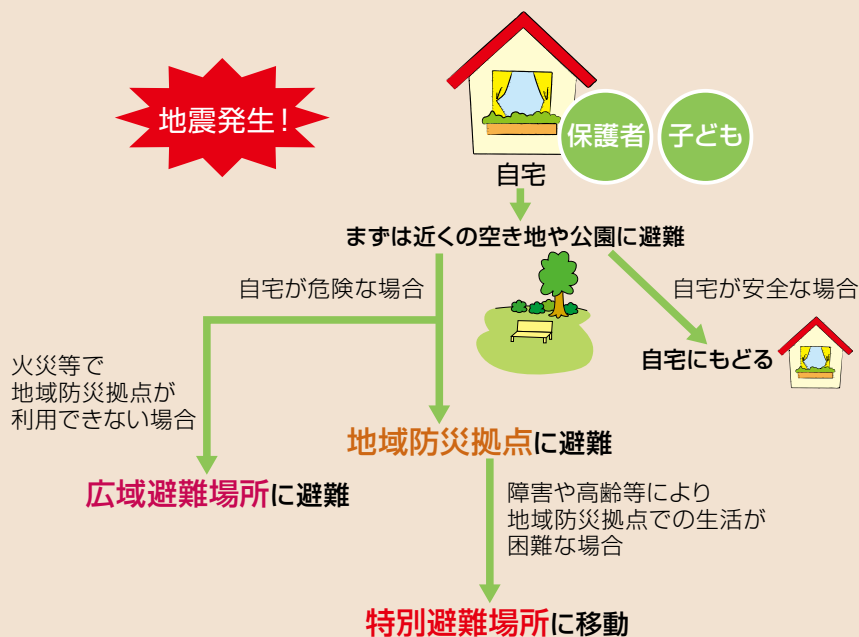 地震発生！
保護者
子ども
自宅
まずは近くの空き地や公園に避難
自宅が危険な場合
自宅が安全な場合
自宅にもどる
火災等で
地域防災拠点が
利用できない場合
地域防災拠点に避難
広域避難場所に避難
障害や高齢等により
地域防災拠点での生活が
困難な場合
特別避難場所に移動